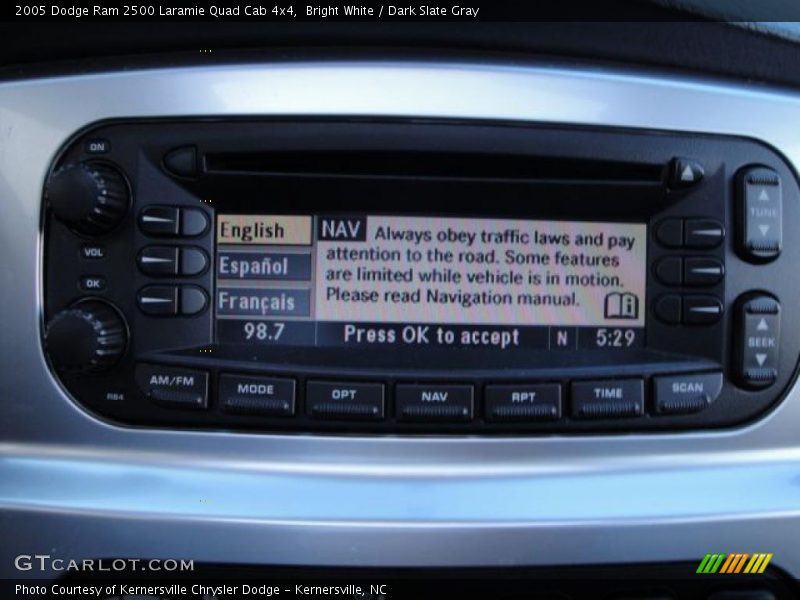 2005 Dodge Ram 2500 Laramie Quad Cab 4x4,  Bright White / Dark Slate Gray
ON
VOL
OK
RB4
TUNE
SEEK
English
Español
Français
NAV Always obey traffic laws and pay
attention to the road. Some features
are limited while vehicle is in motion.
Please read Navigation manual.
98.7 Press OK to accept N 5:29
AM/FM MODE OPT NAV RPT TIME SCAN
GTCARLOT.COM
Photo Courtesy of Kernersville Chrysler Dodge - Kernersville, NC